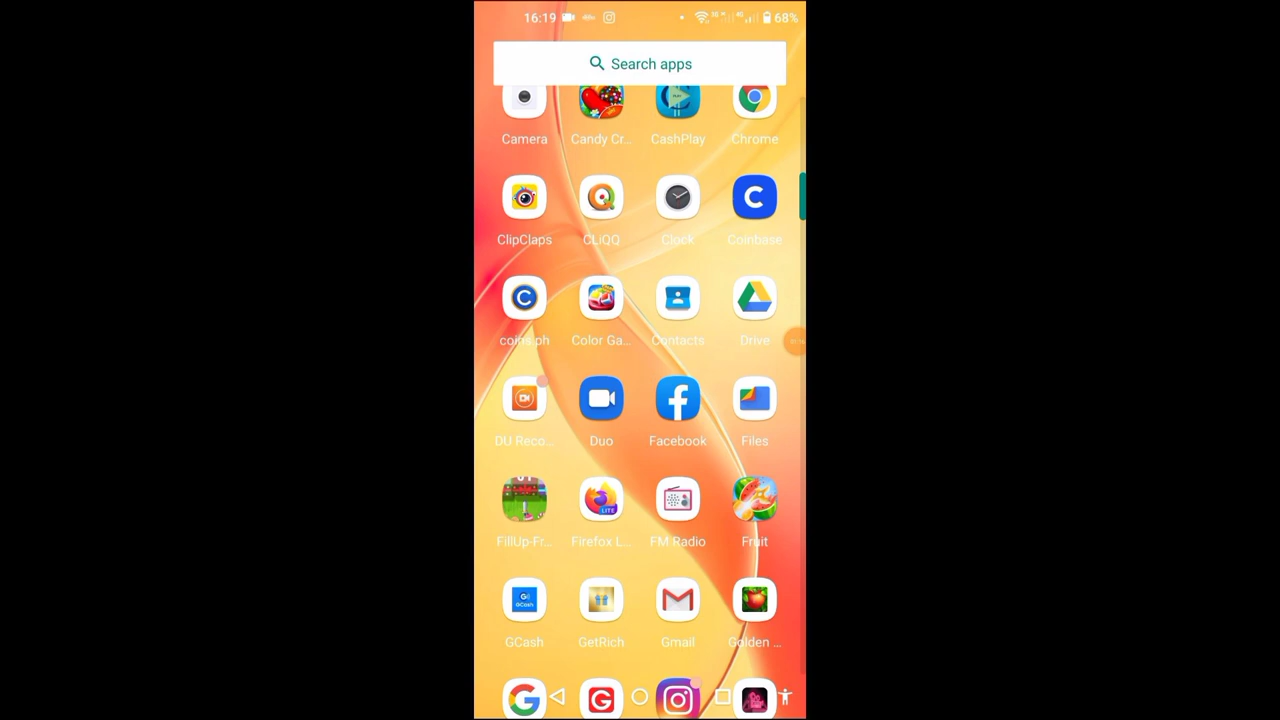 16:19 68%
Search apps
Camera Candy Cr... CashPlay Chrome
ClipClaps CLiQQ Clock Coinbase
coins.ph Color Ga... Contacts Drive
DU Reco... Duo Facebook Files
FillUp-Fr... Firefox L... FM Radio Fruit
GCash GetRich Gmail Golden ...